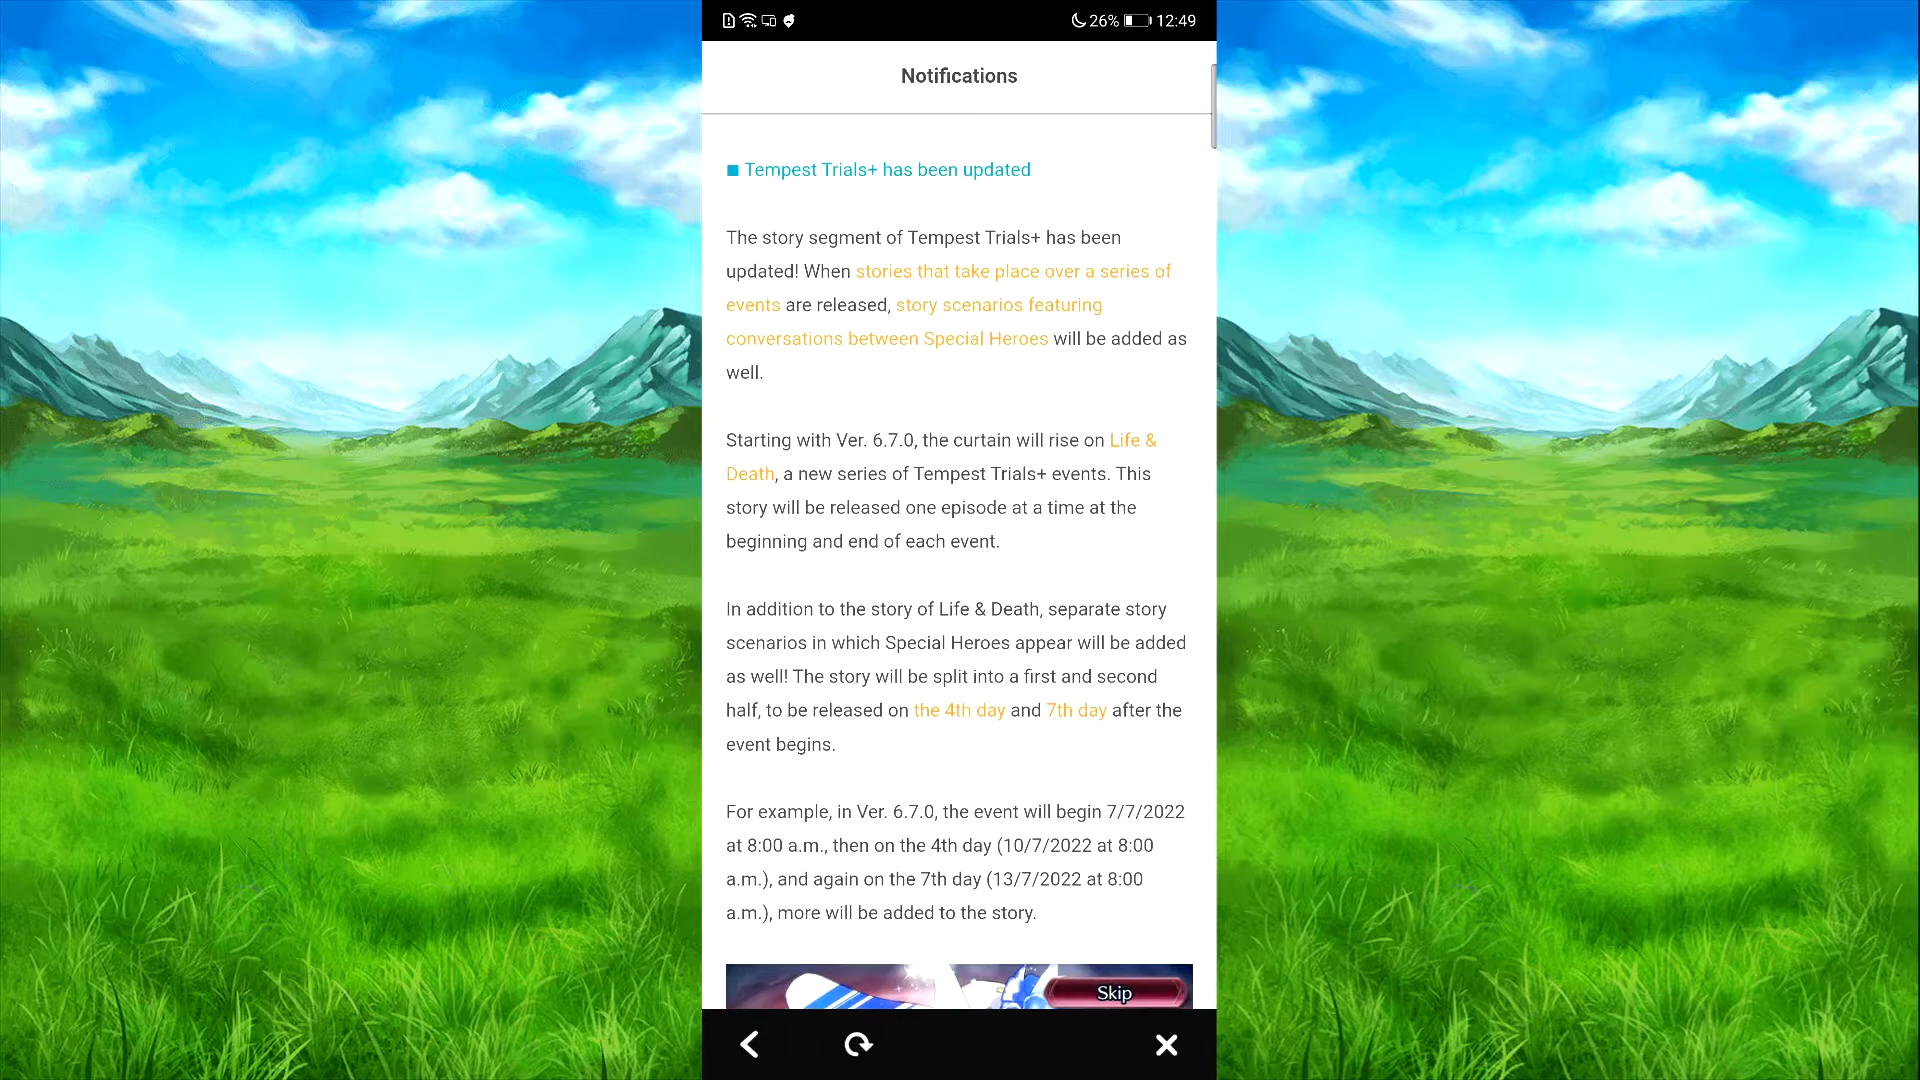 26% 12:49
Notifications
Tempest Trials+ has been updated
The story segment of Tempest Trials+ has been
updated! When stories that take place over a series of
events are released, story scenarios featuring
conversations between Special Heroes will be added as
well.
Starting with Ver. 6.7.0, the curtain will rise on Life &
Death, a new series of Tempest Trials+ events. This
story will be released one episode at a time at the
beginning and end of each event.
In addition to the story of Life & Death, separate story
scenarios in which Special Heroes appear will be added
as well! The story will be split into a first and second
half, to be released on the 4th day and 7th day after the
event begins.
For example, in Ver. 6.7.0, the event will begin 7/7/2022
at 8:00 a.m., then on the 4th day (10/7/2022 at 8:00
a.m.), and again on the 7th day (13/7/2022 at 8:00
a.m.), more will be added to the story.
Skip